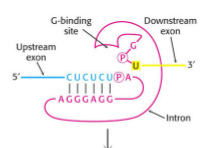 G-binding
site
Downstream
exon
Upstream
exon
G
P
U
3′
5′
CUCUCU P A
AGGGAGG
Intron